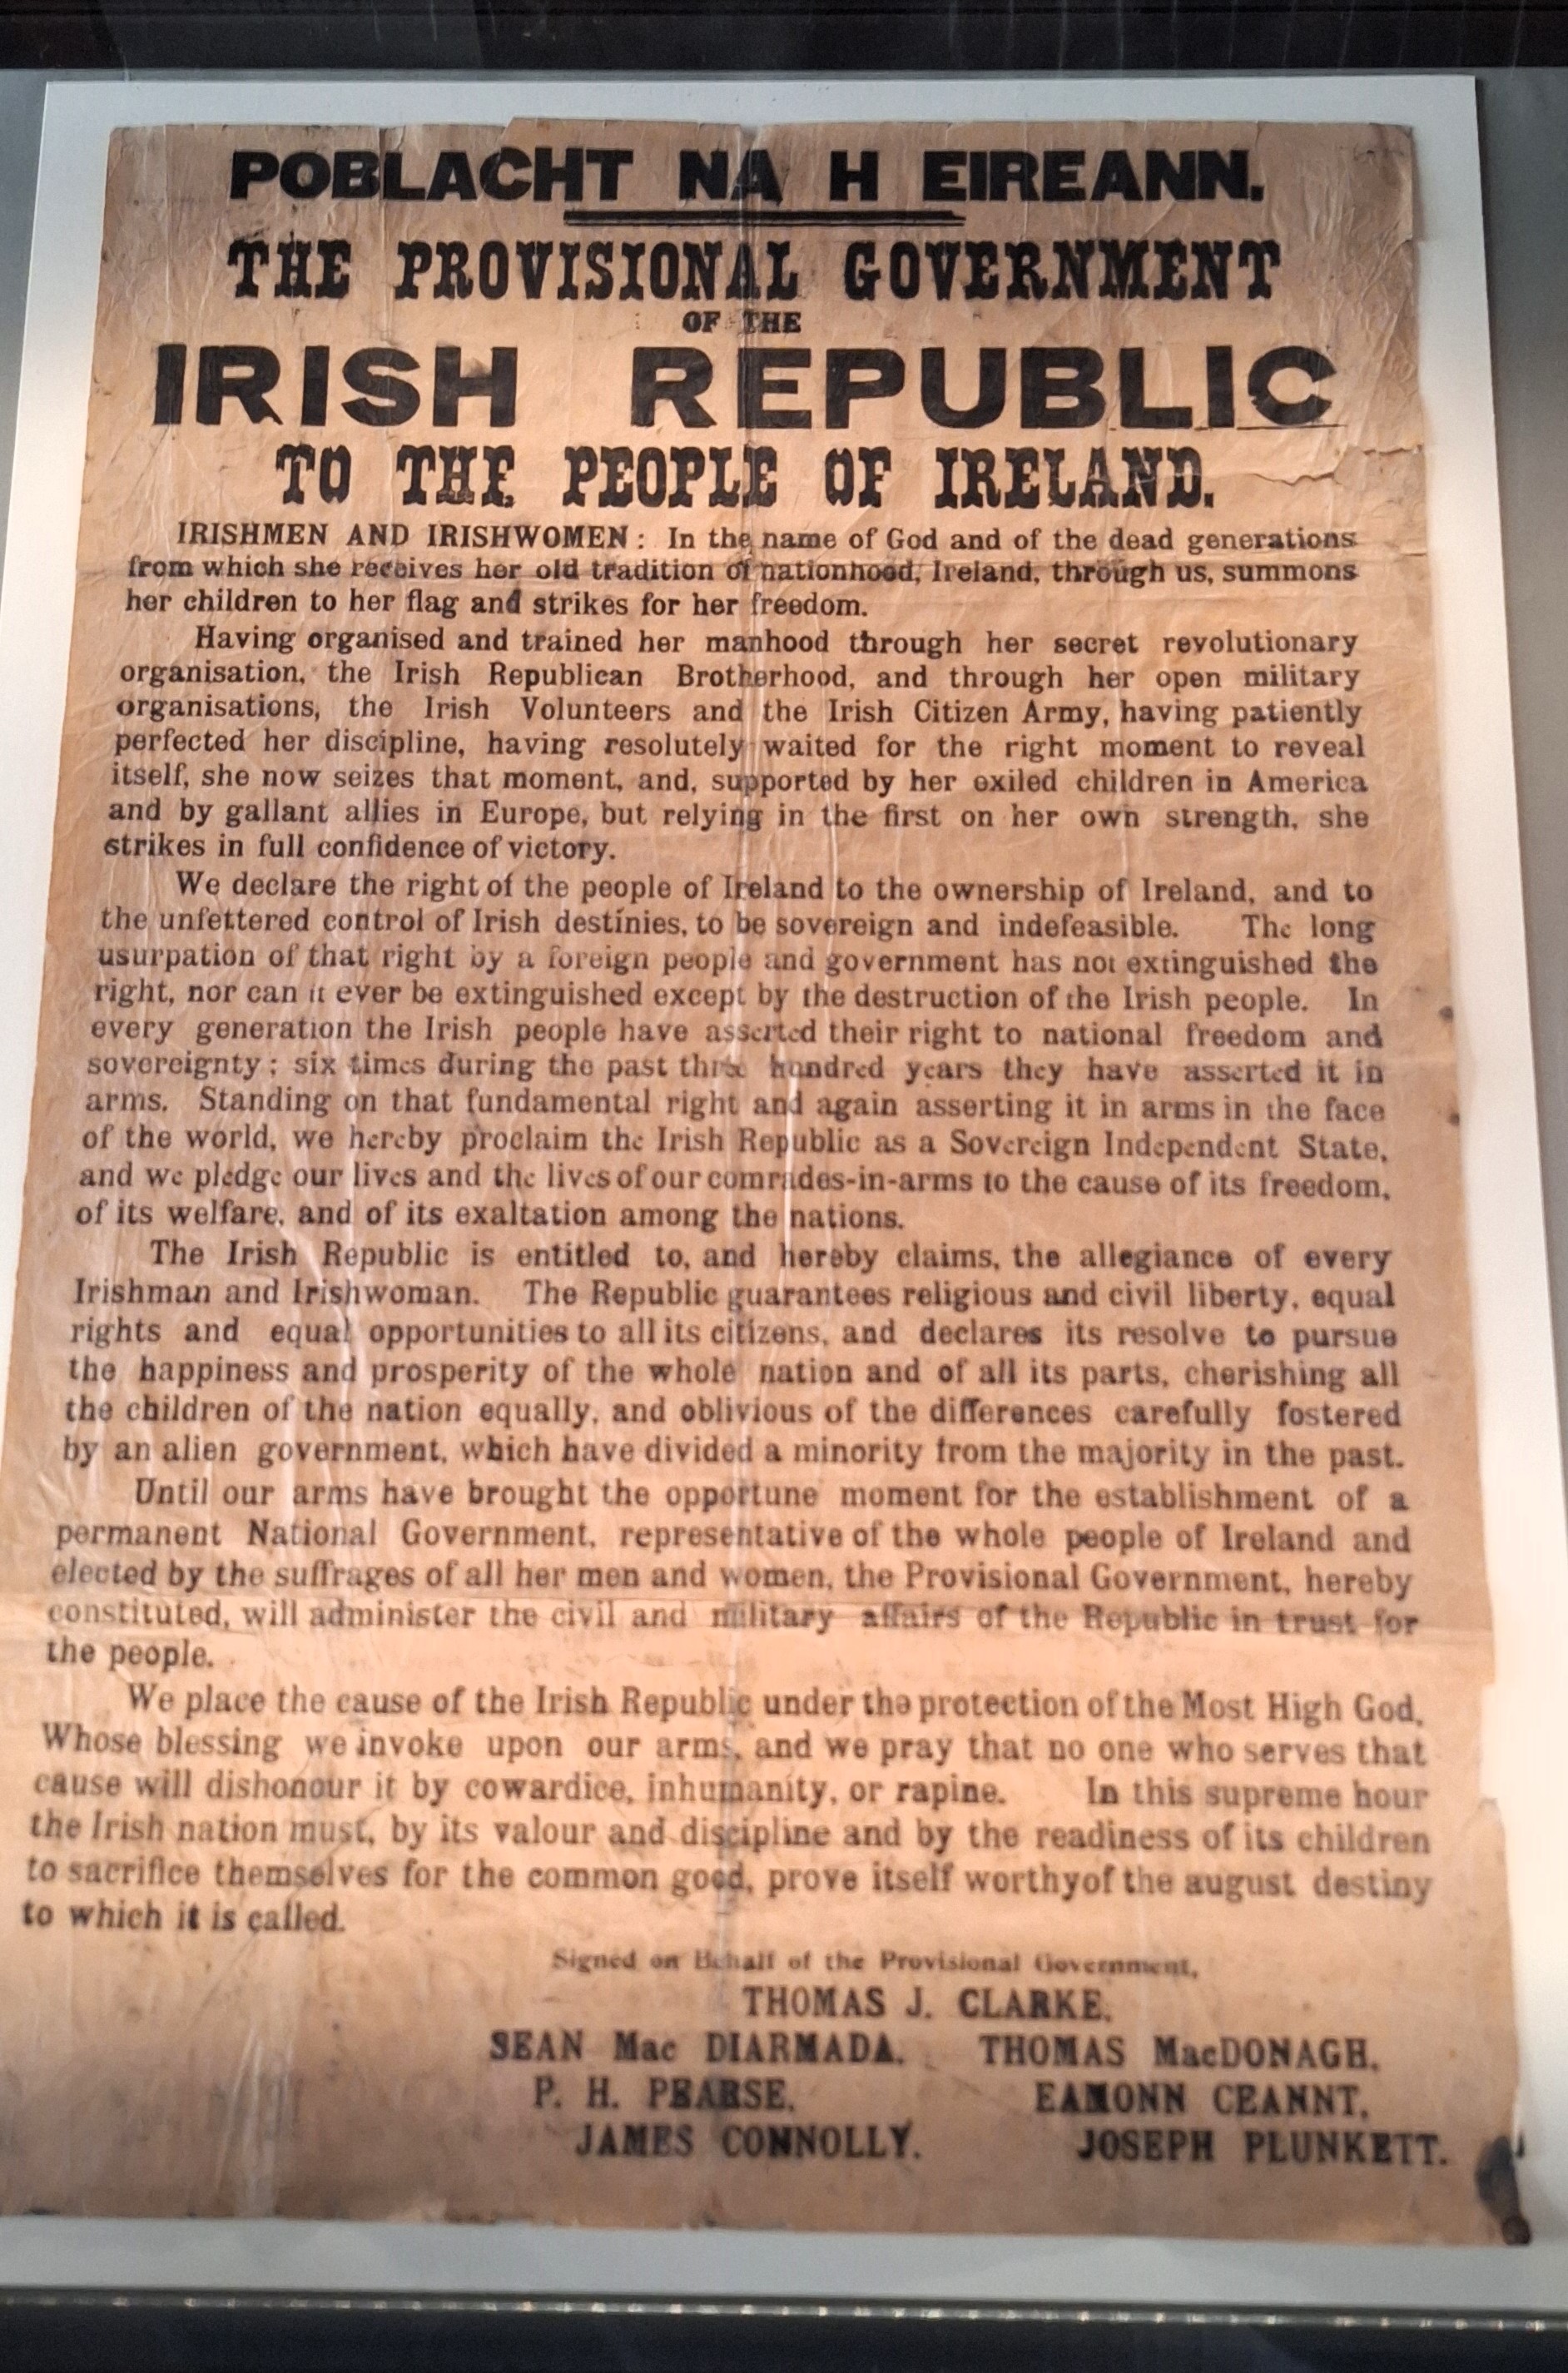 POBLACHT NA H EIREANN.
THE PROVISIONAL GOVERNMENT
OF THE
IRISH REPUBLIC
TO THE PEOPLE OF IRELAND.
IRISHMEN AND IRISHWOMEN: In the name of God and of the dead generations
from which she receives her old tradition of nationhood, Ireland, through us, summons
her children to her flag and strikes for her freedom.
Having organised and trained her manhood through her secret revolutionary
organisation, the Irish Republican Brotherhood, and through her open military
organisations, the Irish Volunteers and the Irish Citizen Army, having patiently
perfected her discipline, having resolutely waited for the right moment to reveal
itself, she now seizes that moment, and, supported by her exiled children in America
and by gallant allies in Europe, but relying in the first on her own strength, she
strikes in full confidence of victory.
We declare the right of the people of Ireland to the ownership of Ireland, and to
the unfettered control of Irish destinies, to be sovereign and indefeasible. The long
usurpation of that right by a foreign people and government has not extinguished the
right, nor can it ever be extinguished except by the destruction of the Irish people. In
every generation the Irish people have asserted their right to national freedom and
sovereignty; six times during the past three hundred years they have asserted it in
arms. Standing on that fundamental right and again asserting it in arms in the face
of the world, we hereby proclaim the Irish Republic as a Sovereign Independent State,
and we pledge our lives and the lives of our comrades-in-arms to the cause of its freedom,
of its welfare, and of its exaltation among the nations.
The Irish Republic is entitled to, and hereby claims, the allegiance of every
Irishman and Irishwoman. The Republic guarantees religious and civil liberty, equal
rights and equal opportunities to all its citizens, and declares its resolve to pursue
the happiness and prosperity of the whole nation and of all its parts, cherishing all
the children of the nation equally, and oblivious of the differences carefully fostered
by an alien government, which have divided a minority from the majority in the past.
Until our arms have brought the opportune moment for the establishment of a
permanent National Government, representative of the whole people of Ireland and
elected by the suffrages of all her men and women, the Provisional Government, hereby
constituted, will administer the civil and military affairs of the Republic in trust for
the people.
We place the cause of the Irish Republic under the protection of the Most High God,
Whose blessing we invoke upon our arms, and we pray that no one who serves that
cause will dishonour it by cowardice, inhumanity, or rapine. In this supreme hour
the Irish nation must, by its valour and discipline and by the readiness of its children
to sacrifice themselves for the common good, prove itself worthy of the august destiny
to which it is called.
Signed on Behalf of the Provisional Government,
THOMAS J. CLARKE,
SEAN Mac DIARMADA, THOMAS MacDONAGH,
P. H. PEARSE, EAMONN CEANNT,
JAMES CONNOLLY. JOSEPH PLUNKETT.